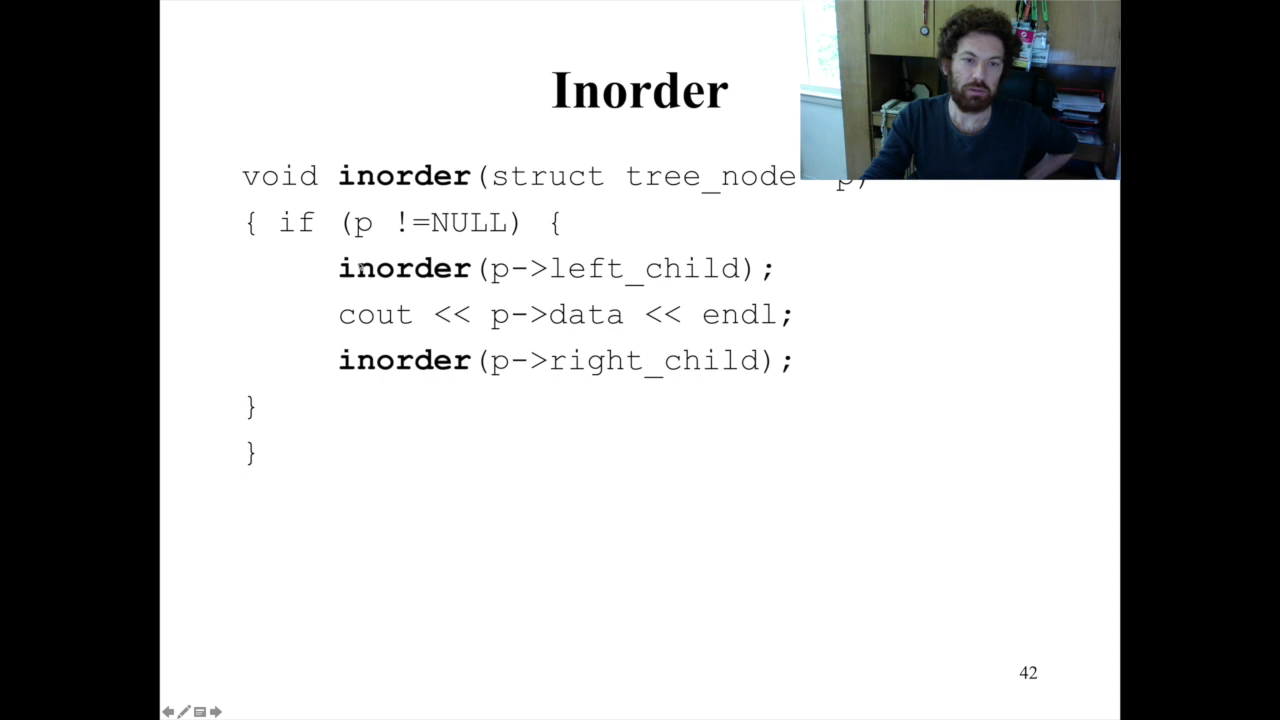 Inorder
void inorder(struct tree_node p)
{ if (p !=NULL) {
inorder(p->left_child);
cout << p->data << endl;
inorder(p->right_child);
}
}
42